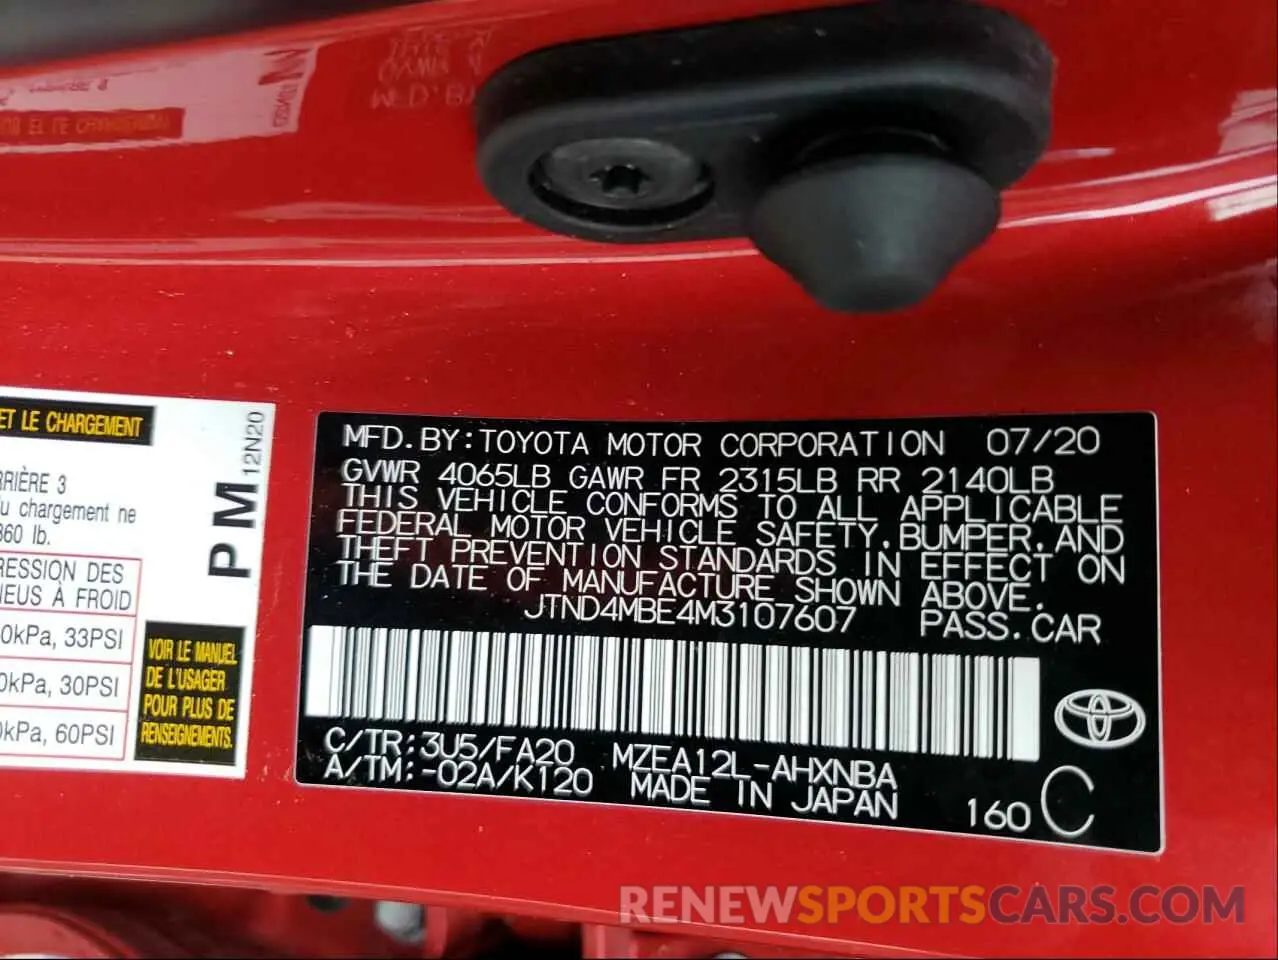 ET LE CHARGEMENT
RRIÈRE 3
u chargement ne
860 lb.
RESSION DES
NEUS À FROID
0kPa, 33PSI
0kPa, 30PSI
0kPa, 60PSI
PM 12N20
VOIR LE MANUEL
DE L'USAGER
POUR PLUS DE
RENSEIGNEMENTS.
MFD.BY:TOYOTA MOTOR CORPORATION 07/20
GVWR 4065LB GAWR FR 2315LB RR 2140LB
THIS VEHICLE CONFORMS TO ALL APPLICABLE
FEDERAL MOTOR VEHICLE SAFETY,BUMPER,AND
THEFT PREVENTION STANDARDS IN EFFECT ON
THE DATE OF MANUFACTURE SHOWN ABOVE.
JTND4MBE4M3107607 PASS.CAR
C/TR:3U5/FA20 MZEA12L-AHXNBA
A/TM:-02A/K120 MADE IN JAPAN 160 C
RENEWSPORTSCARS.COM